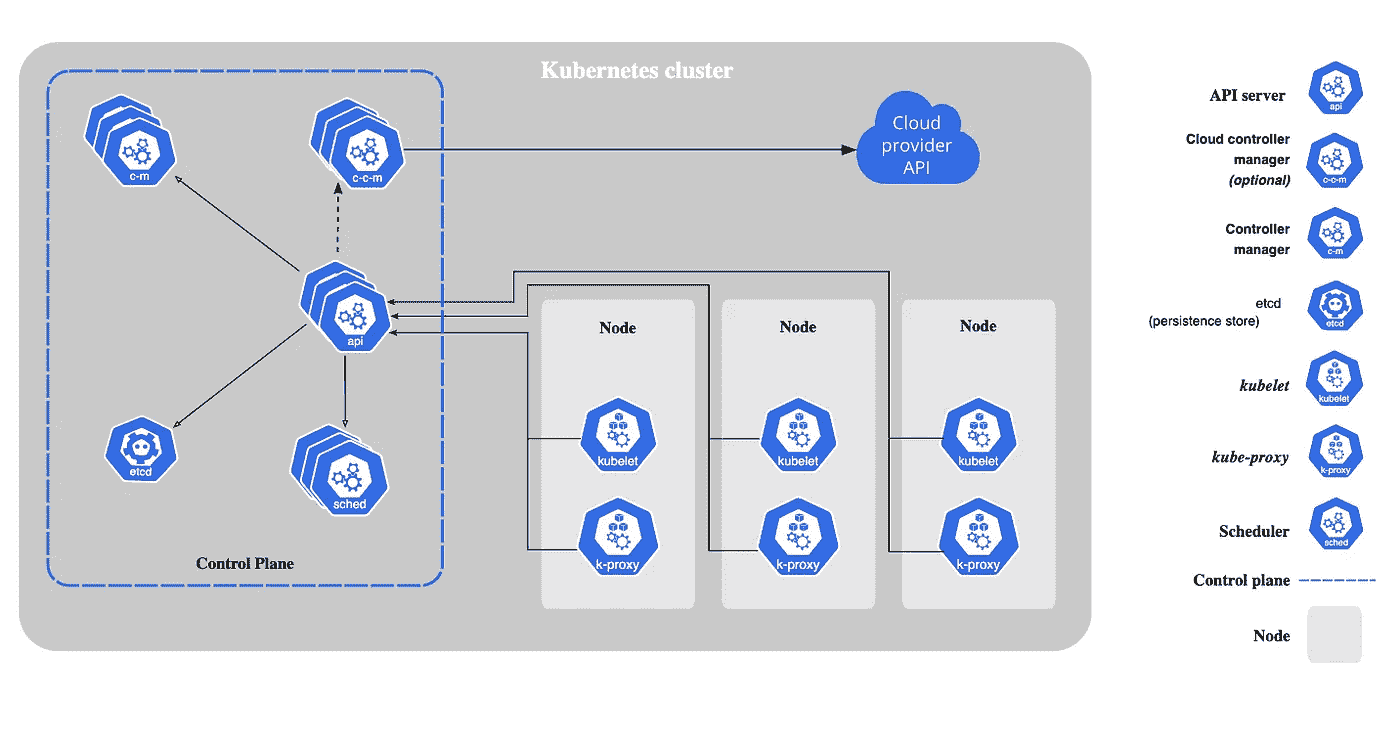 Kubernetes cluster
c-m
c-c-m
Cloud
provider
API
api
etcd
sched
Control Plane
Node
kubelet
k-proxy
Node
kubelet
k-proxy
Node
kubelet
k-proxy
API server
api
Cloud controller
manager
(optional)
c-c-m
Controller
manager
c-m
etcd
(persistence store)
etcd
kubelet
kubelet
kube-proxy
k-proxy
Scheduler
sched
Control plane
Node